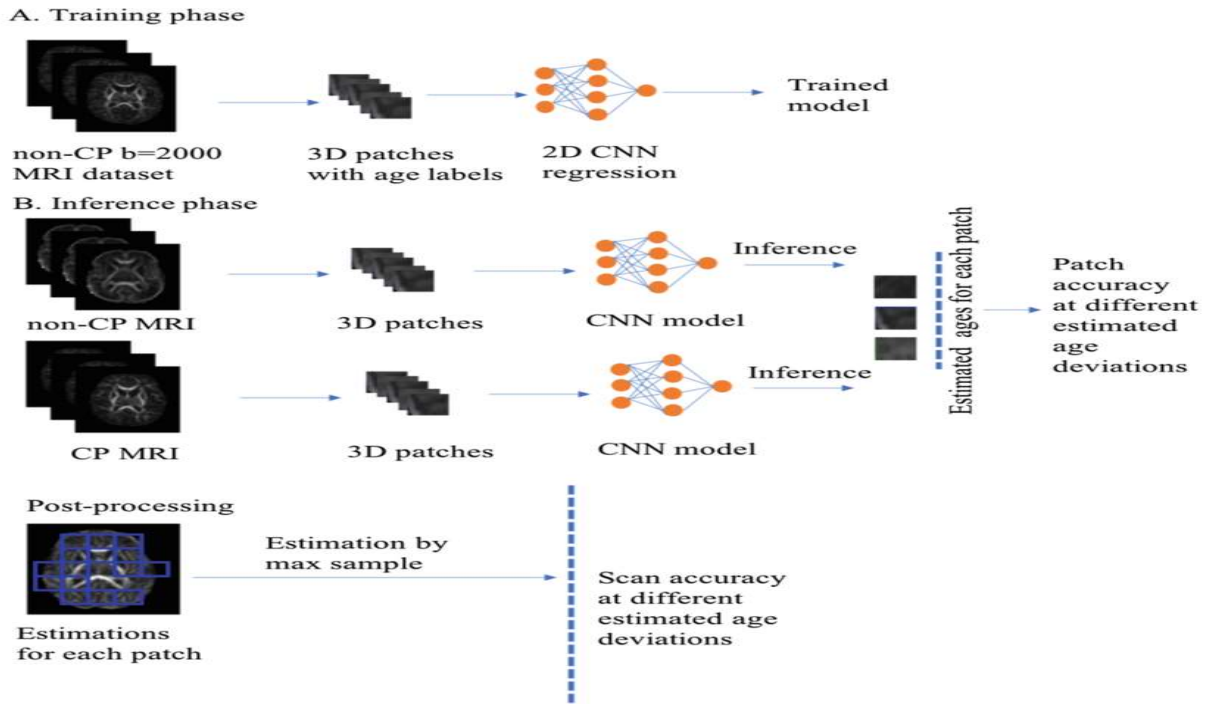 A. Training phase
non-CP b=2000
MRI dataset
3D patches
with age labels
2D CNN
regression
Trained
model
B. Inference phase
non-CP MRI
3D patches
CNN model
Inference
CP MRI
3D patches
CNN model
Inference
Estimated ages for each patch
Patch
accuracy
at different
estimated
age
deviations
Post-processing
Estimations
for each patch
Estimation by
max sample
Scan accuracy
at different
estimated age
deviations